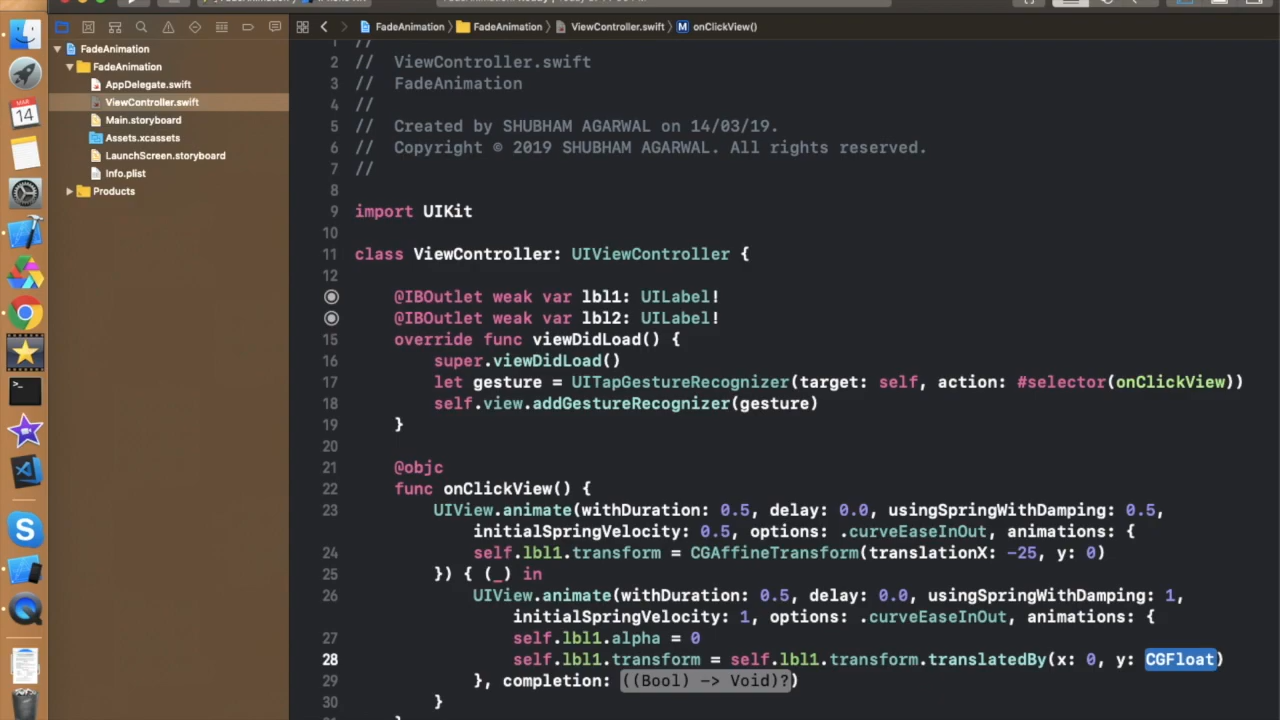 FadeAnimation
FadeAnimation
AppDelegate.swift
ViewController.swift
Main.storyboard
Assets.xcassets
LaunchScreen.storyboard
Info.plist
Products
MAR
14
FadeAnimation 〉 FadeAnimation 〉 ViewController.swift 〉 M onClickView()
1 //
2 // ViewController.swift
3 // FadeAnimation
4 //
5 // Created by SHUBHAM AGARWAL on 14/03/19.
6 // Copyright © 2019 SHUBHAM AGARWAL. All rights reserved.
7 //
8
9 import UIKit
10
11 class ViewController: UIViewController {
12
@IBOutlet weak var lbl1: UILabel!
@IBOutlet weak var lbl2: UILabel!
15 override func viewDidLoad() {
16 super.viewDidLoad()
17 let gesture = UITapGestureRecognizer(target: self, action: #selector(onClickView))
18 self.view.addGestureRecognizer(gesture)
19 }
20
21 @objc
22 func onClickView() {
23 UIView.animate(withDuration: 0.5, delay: 0.0, usingSpringWithDamping: 0.5,
initialSpringVelocity: 0.5, options: .curveEaseInOut, animations: {
24 self.lbl1.transform = CGAffineTransform(translationX: -25, y: 0)
25 }) { (_) in
26 UIView.animate(withDuration: 0.5, delay: 0.0, usingSpringWithDamping: 1,
initialSpringVelocity: 1, options: .curveEaseInOut, animations: {
27 self.lbl1.alpha = 0
28 self.lbl1.transform = self.lbl1.transform.translatedBy(x: 0, y: CGFloat)
29 }, completion: ((Bool) -> Void)?)
30 }